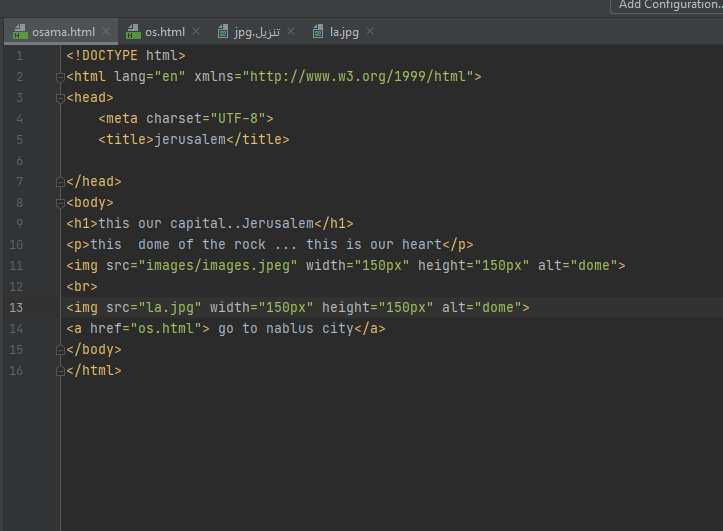 Add Configuration..
osama.html
os.html
تنزيل.jpg
la.jpg
1 <!DOCTYPE html>
2 <html lang="en" xmlns="http://www.w3.org/1999/html">
3 <head>
4 <meta charset="UTF-8">
5 <title>jerusalem</title>
6
7 </head>
8 <body>
9 <h1>this our capital..Jerusalem</h1>
10 <p>this  dome of the rock ... this is our heart</p>
11 <img src="images/images.jpeg" width="150px" height="150px" alt="dome">
12 <br>
13 <img src="la.jpg" width="150px" height="150px" alt="dome">
14 <a href="os.html"> go to nablus city</a>
15 </body>
16 </html>